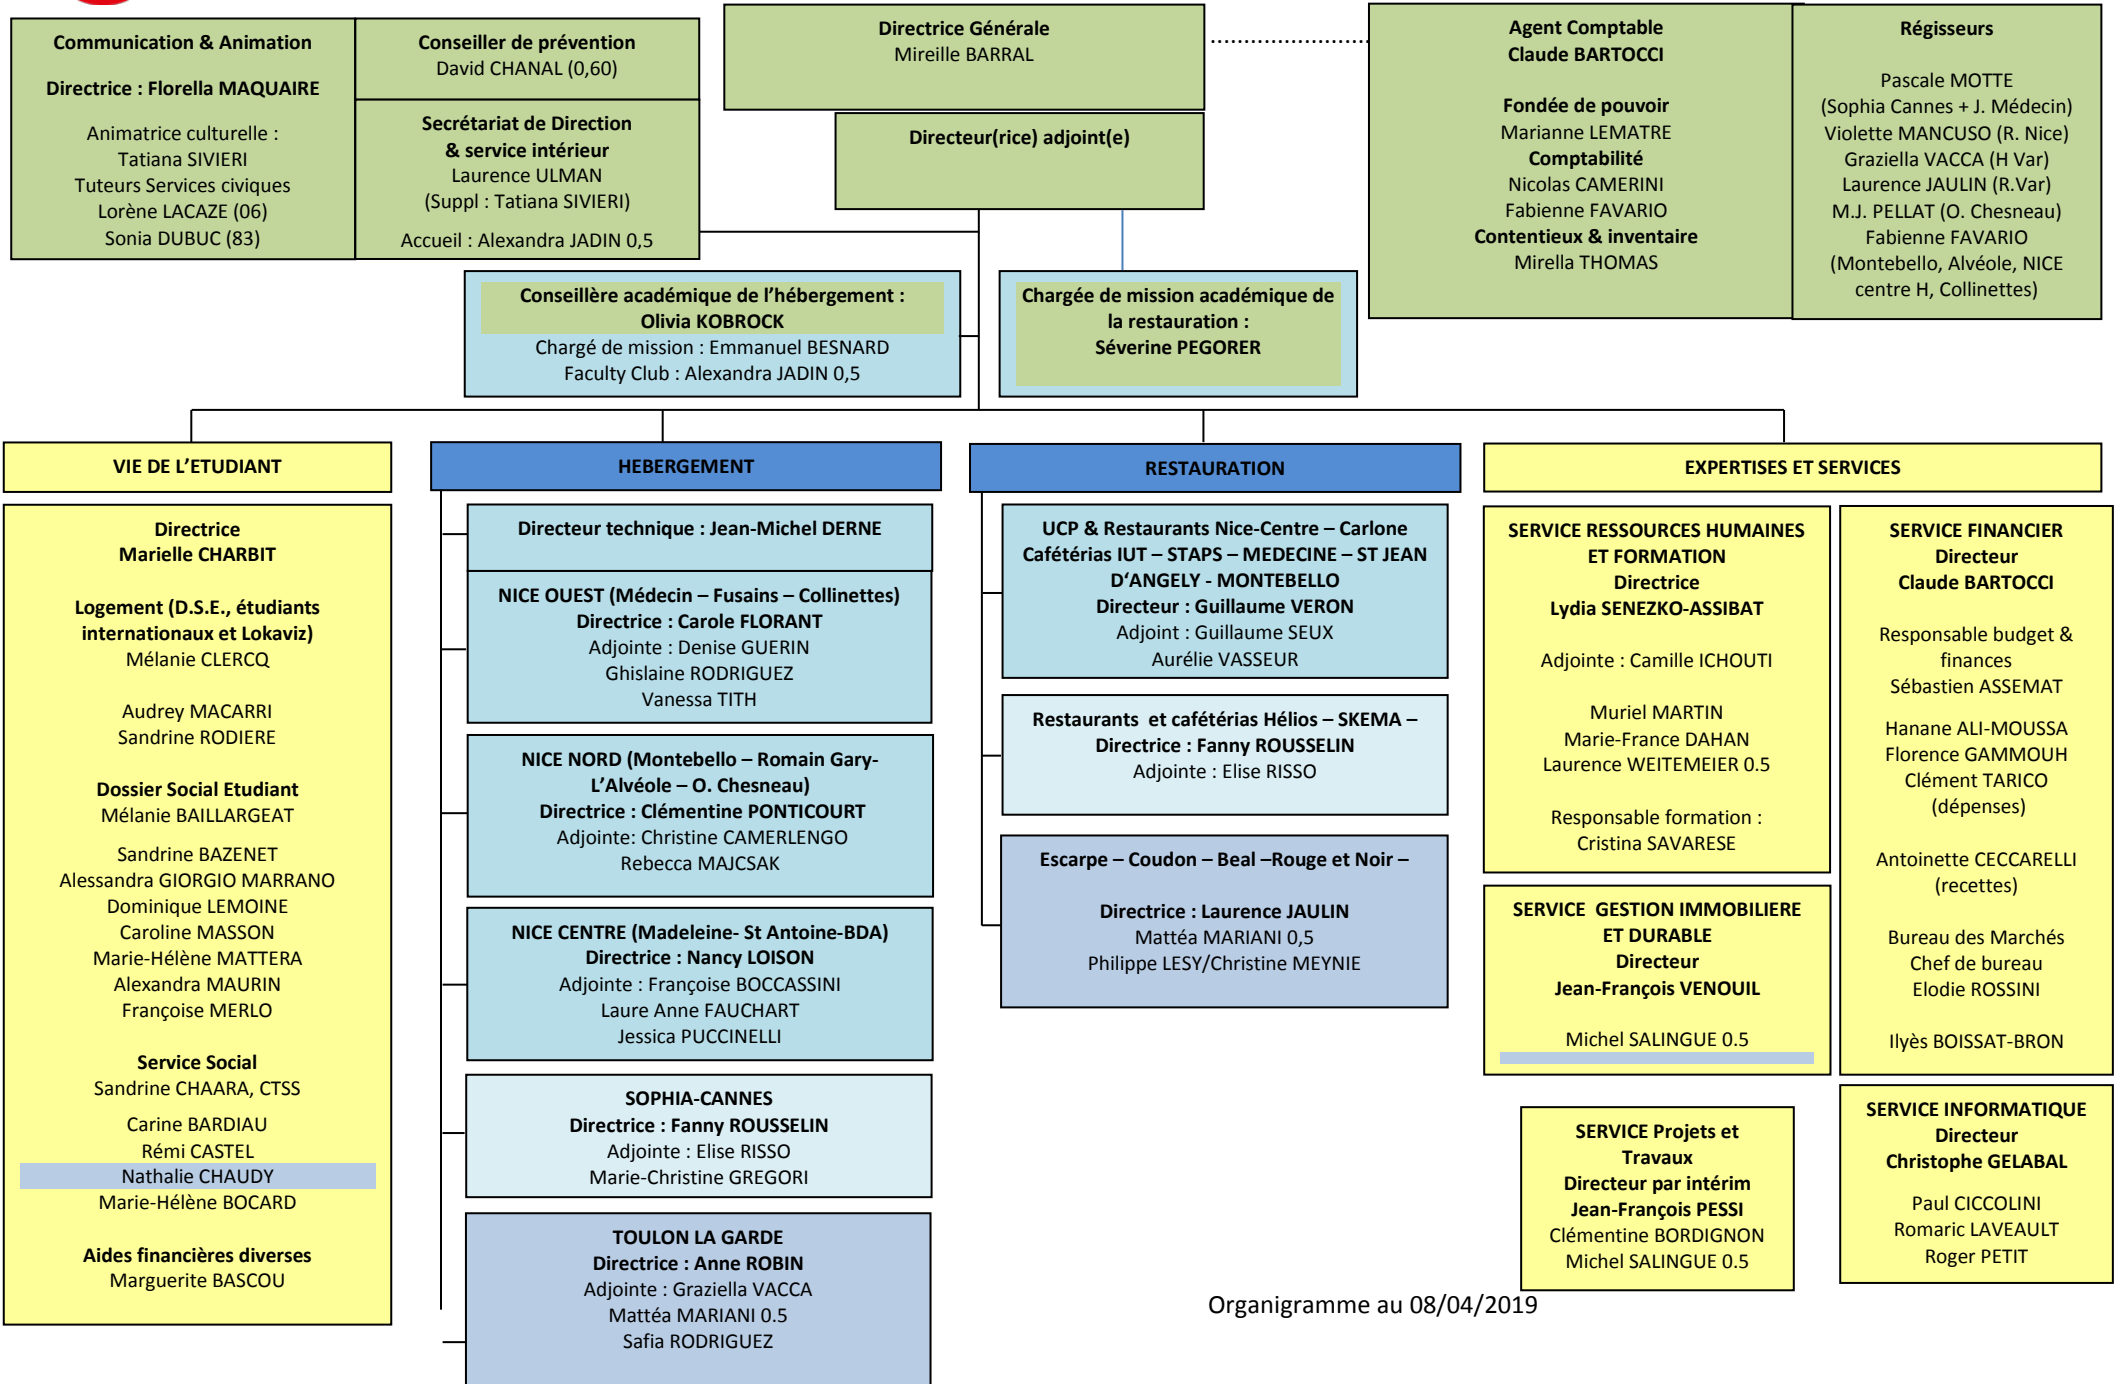 Communication & Animation
Directrice : Florella MAQUAIRE
Animatrice culturelle :
Tatiana SIVIERI
Tuteurs Services civiques
Lorène LACAZE (06)
Sonia DUBUC (83)
Conseiller de prévention
David CHANAL (0,60)
Secrétariat de Direction
& service intérieur
Laurence ULMAN
(Suppl : Tatiana SIVIERI)
Accueil : Alexandra JADIN 0,5
Directrice Générale
Mireille BARRAL
Directeur(rice) adjoint(e)
Agent Comptable
Claude BARTOCCI
Fondée de pouvoir
Marianne LEMATRE
Comptabilité
Nicolas CAMERINI
Fabienne FAVARIO
Contentieux & inventaire
Mirella THOMAS
Régisseurs
Pascale MOTTE
(Sophia Cannes + J. Médecin)
Violette MANCUSO (R. Nice)
Graziella VACCA (H Var)
Laurence JAULIN (R.Var)
M.J. PELLAT (O. Chesneau)
Fabienne FAVARIO
(Montebello, Alvéole, NICE
centre H, Collinettes)
Conseillère académique de l’hébergement :
Olivia KOBROCK
Chargé de mission : Emmanuel BESNARD
Faculty Club : Alexandra JADIN 0,5
Chargée de mission académique de
la restauration :
Séverine PEGORER
VIE DE L’ETUDIANT
Directrice
Marielle CHARBIT
Logement (D.S.E., étudiants
internationaux et Lokaviz)
Mélanie CLERCQ
Audrey MACARRI
Sandrine RODIERE
Dossier Social Etudiant
Mélanie BAILLARGEAT
Sandrine BAZENET
Alessandra GIORGIO MARRANO
Dominique LEMOINE
Caroline MASSON
Marie-Hélène MATTERA
Alexandra MAURIN
Françoise MERLO
Service Social
Sandrine CHAARA, CTSS
Carine BARDIAU
Rémi CASTEL
Nathalie CHAUDY
Marie-Hélène BOCARD
Aides financières diverses
Marguerite BASCOU
HEBERGEMENT
Directeur technique : Jean-Michel DERNE
NICE OUEST (Médecin – Fusains – Collinettes)
Directrice : Carole FLORANT
Adjointe : Denise GUERIN
Ghislaine RODRIGUEZ
Vanessa TITH
NICE NORD (Montebello – Romain Gary-
L’Alvéole – O. Chesneau)
Directrice : Clémentine PONTICOURT
Adjointe: Christine CAMERLENGO
Rebecca MAJCSAK
NICE CENTRE (Madeleine- St Antoine-BDA)
Directrice : Nancy LOISON
Adjointe : Françoise BOCCASSINI
Laure Anne FAUCHART
Jessica PUCCINELLI
SOPHIA-CANNES
Directrice : Fanny ROUSSELIN
Adjointe : Elise RISSO
Marie-Christine GREGORI
TOULON LA GARDE
Directrice : Anne ROBIN
Adjointe : Graziella VACCA
Mattéa MARIANI 0.5
Safia RODRIGUEZ
RESTAURATION
UCP & Restaurants Nice-Centre – Carlone
Cafétérias IUT – STAPS – MEDECINE – ST JEAN
D‘ANGELY - MONTEBELLO
Directeur : Guillaume VERON
Adjoint : Guillaume SEUX
Aurélie VASSEUR
Restaurants et cafétérias Hélios – SKEMA –
Directrice : Fanny ROUSSELIN
Adjointe : Elise RISSO
Escarpe – Coudon – Beal –Rouge et Noir –
Directrice : Laurence JAULIN
Mattéa MARIANI 0,5
Philippe LESY/Christine MEYNIE
EXPERTISES ET SERVICES
SERVICE RESSOURCES HUMAINES
ET FORMATION
Directrice
Lydia SENEZKO-ASSIBAT
Adjointe : Camille ICHOUTI
Muriel MARTIN
Marie-France DAHAN
Laurence WEITEMEIER 0.5
Responsable formation :
Cristina SAVARESE
SERVICE GESTION IMMOBILIERE
ET DURABLE
Directeur
Jean-François VENOUIL
Michel SALINGUE 0.5
SERVICE Projets et
Travaux
Directeur par intérim
Jean-François PESSI
Clémentine BORDIGNON
Michel SALINGUE 0.5
SERVICE FINANCIER
Directeur
Claude BARTOCCI
Responsable budget &
finances
Sébastien ASSEMAT
Hanane ALI-MOUSSA
Florence GAMMOUH
Clément TARICO
(dépenses)
Antoinette CECCARELLI
(recettes)
Bureau des Marchés
Chef de bureau
Elodie ROSSINI
Ilyès BOISSAT-BRON
SERVICE INFORMATIQUE
Directeur
Christophe GELABAL
Paul CICCOLINI
Romaric LAVEAULT
Roger PETIT
Organigramme au 08/04/2019